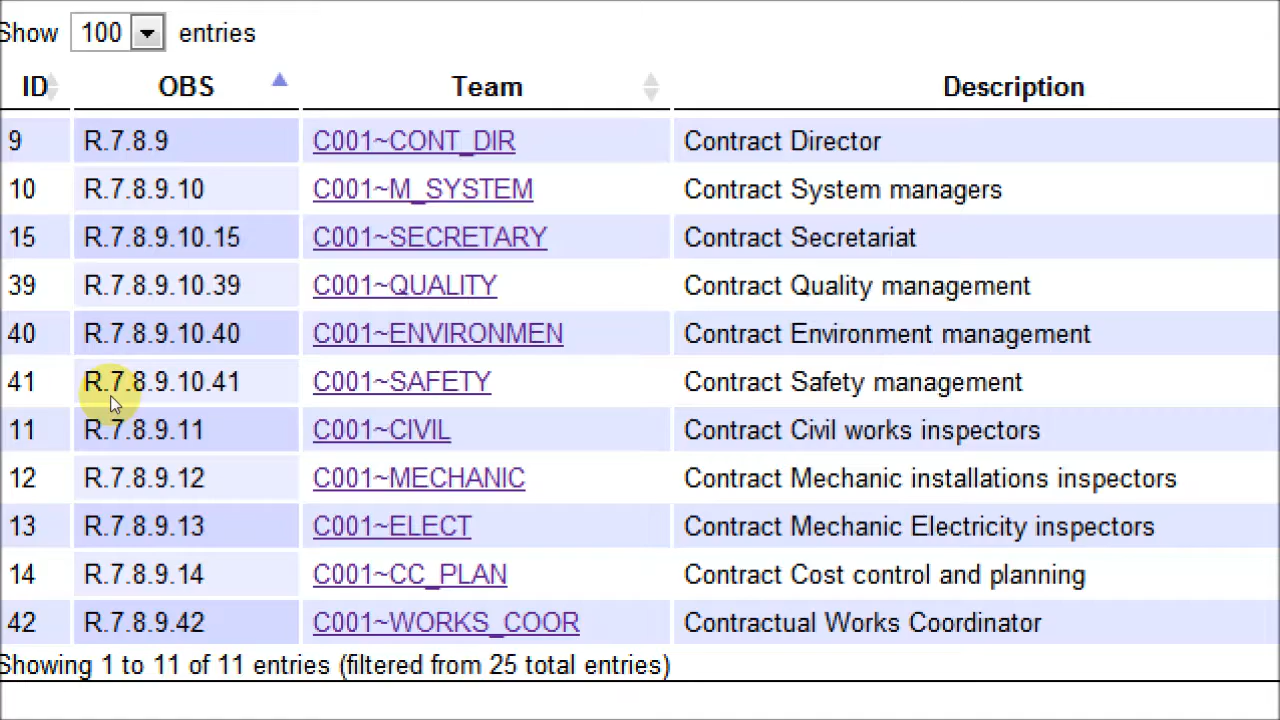 Show 100 entries
ID OBS Team Description
9 R.7.8.9 C001~CONT_DIR Contract Director
10 R.7.8.9.10 C001~M_SYSTEM Contract System managers
15 R.7.8.9.10.15 C001~SECRETARY Contract Secretariat
39 R.7.8.9.10.39 C001~QUALITY Contract Quality management
40 R.7.8.9.10.40 C001~ENVIRONMEN Contract Environment management
41 R.7.8.9.10.41 C001~SAFETY Contract Safety management
11 R.7.8.9.11 C001~CIVIL Contract Civil works inspectors
12 R.7.8.9.12 C001~MECHANIC Contract Mechanic installations inspectors
13 R.7.8.9.13 C001~ELECT Contract Mechanic Electricity inspectors
14 R.7.8.9.14 C001~CC_PLAN Contract Cost control and planning
42 R.7.8.9.42 C001~WORKS_COOR Contractual Works Coordinator
Showing 1 to 11 of 11 entries (filtered from 25 total entries)